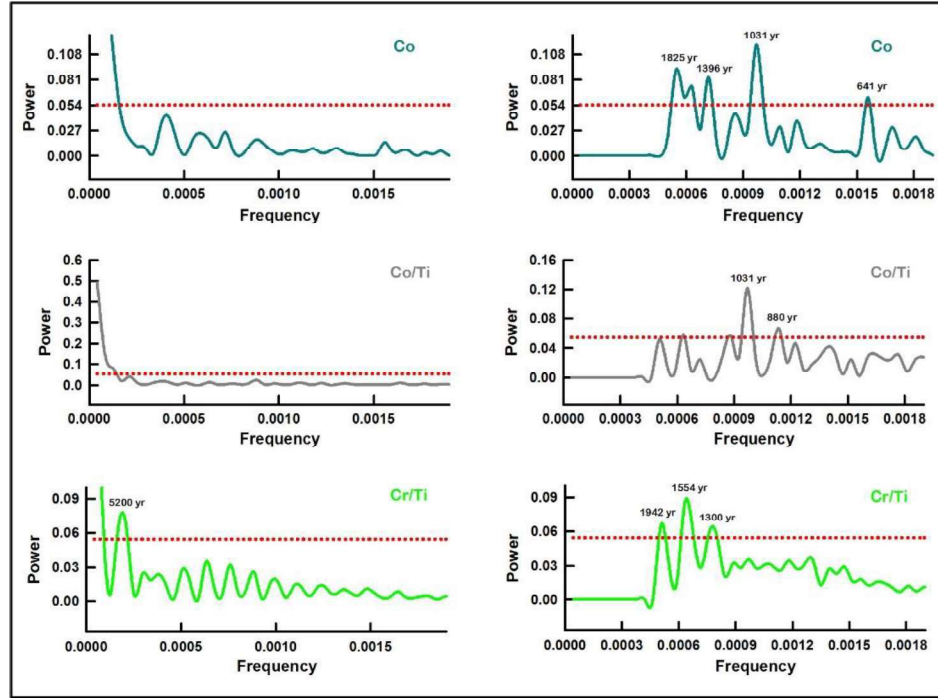 Co
Power
0.108
0.081
0.054
0.027
0.000
0.0000 0.0005 0.0010 0.0015
Frequency
Co
1825 yr
1396 yr
1031 yr
641 yr
Power
0.108
0.081
0.054
0.027
0.000
0.0000 0.0003 0.0006 0.0009 0.0012 0.0015 0.0018
Frequency
Co/Ti
Power
0.6
0.5
0.4
0.3
0.2
0.1
0.0
0.0000 0.0005 0.0010 0.0015
Frequency
Co/Ti
1031 yr
880 yr
Power
0.16
0.12
0.08
0.04
0.00
0.0000 0.0003 0.0006 0.0009 0.0012 0.0015 0.0018
Frequency
Cr/Ti
5200 yr
Power
0.09
0.06
0.03
0.00
0.0000 0.0005 0.0010 0.0015
Frequency
Cr/Ti
1942 yr
1554 yr
1300 yr
Power
0.09
0.06
0.03
0.00
0.0000 0.0003 0.0006 0.0009 0.0012 0.0015 0.0018
Frequency